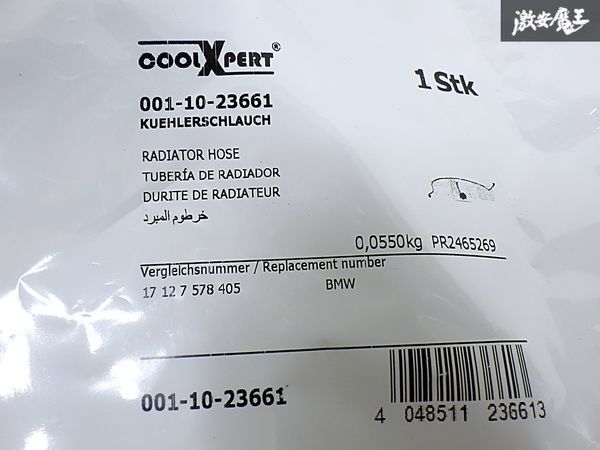 激安魔王
COOLXPERT®
1 Stk
001-10-23661
KUEHLERSCHLAUCH
RADIATOR HOSE
TUBERÍA DE RADIADOR
DURITE DE RADIATEUR
خرطوم المبرد
0,0550kg PR2465269
Vergleichsnummer / Replacement number
17 12 7 578 405 BMW
001-10-23661
4 048511 236613